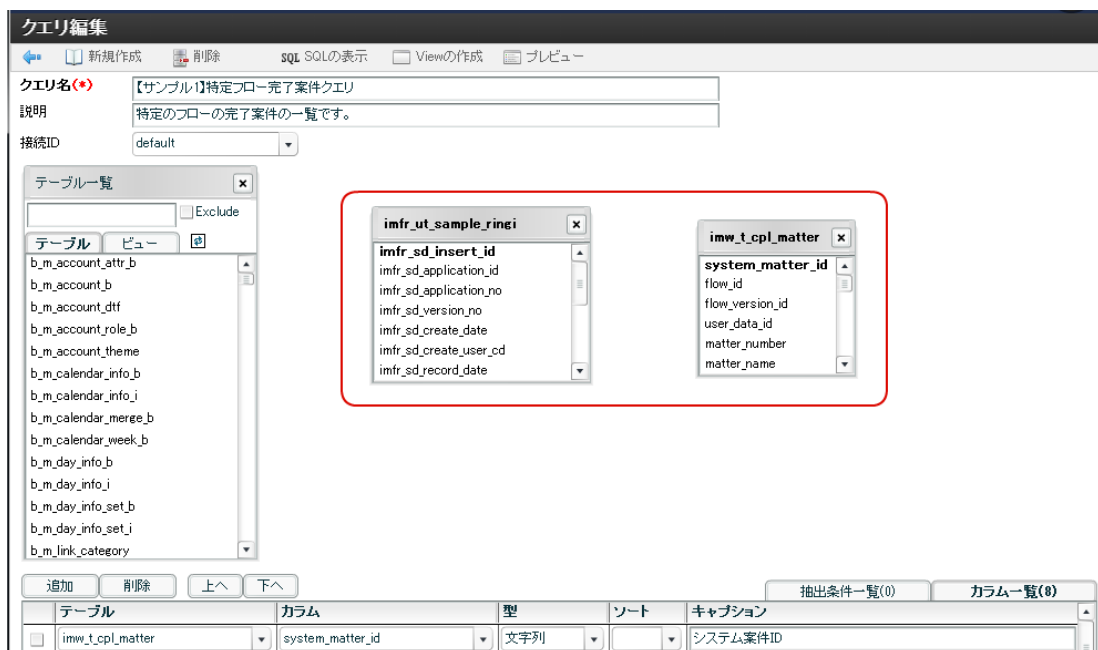 クエリ編集
新規作成 削除 SQL SQLの表示 Viewの作成 プレビュー
クエリ名(*) 【サンプル1】特定フロー完了案件クエリ
説明 特定のフローの完了案件の一覧です。
接続ID default
テーブル一覧
Exclude
テーブル ビュー
b_m_account_attr_b
b_m_account_b
b_m_account_dtf
b_m_account_role_b
b_m_account_theme
b_m_calendar_info_b
b_m_calendar_info_i
b_m_calendar_merge_b
b_m_calendar_week_b
b_m_day_info_b
b_m_day_info_i
b_m_day_info_set_b
b_m_day_info_set_i
b_m_link_category
imfr_ut_sample_ringi
imfr_sd_insert_id
imfr_sd_application_id
imfr_sd_application_no
imfr_sd_version_no
imfr_sd_create_date
imfr_sd_create_user_cd
imfr_sd_record_date
imw_t_cpl_matter
system_matter_id
flow_id
flow_version_id
user_data_id
matter_number
matter_name
追加 削除 上へ 下へ 抽出条件一覧(0) カラム一覧(8)
テーブル カラム 型 ソート キャプション
imw_t_cpl_matter system_matter_id 文字列 システム案件ID